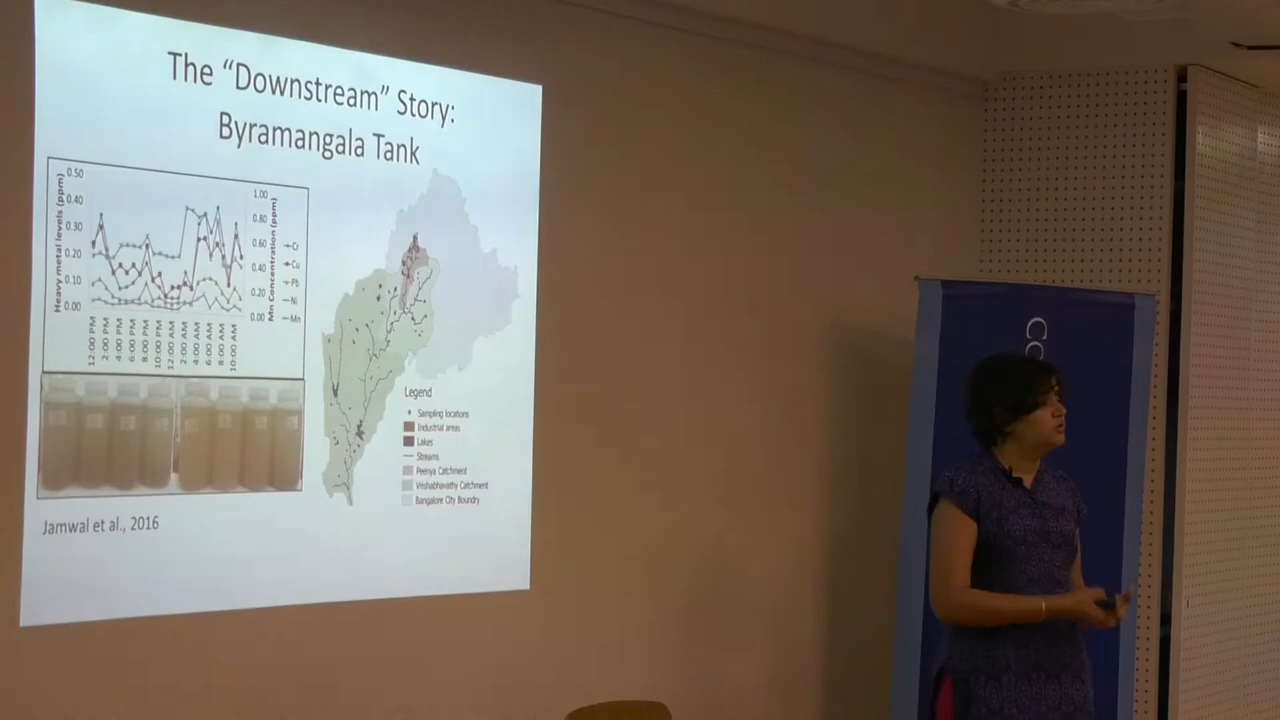 The "Downstream" Story:
Byramangala Tank
Heavy metal levels (ppm)
0.50
0.40
0.30
0.20
0.10
0.00
1.00
0.80
0.60
0.40
0.20
0.00
Mn Concentration (ppm)
Cr
Cu
Pb
Ni
Mn
12:00 PM
2:00 PM
4:00 PM
6:00 PM
8:00 PM
10:00 PM
12:00 AM
2:00 AM
4:00 AM
6:00 AM
8:00 AM
10:00 AM
Legend
Sampling locations
Industrial areas
Lakes
Streams
Peenya Catchment
Vrishabhavathy Catchment
Bangalore City Boundry
Jamwal et al., 2016